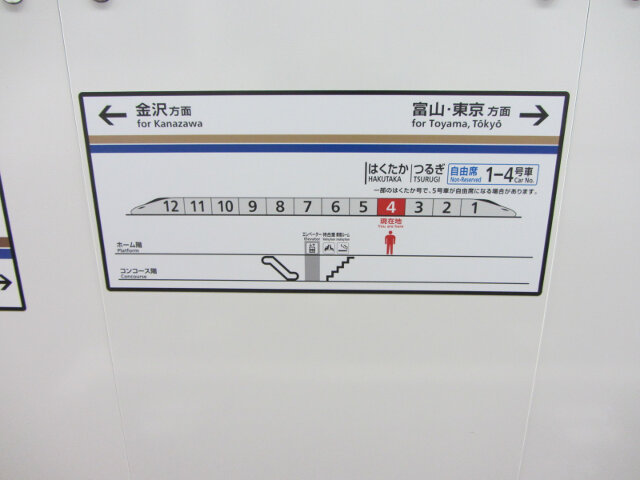 ← 金沢方面
for Kanazawa
富山・東京方面 →
for Toyama, Tōkyō
はくたか HAKUTAKA
つるぎ TSURUGI
自由席 Non-Reserved
1-4号車 Car No.
一部のはくたか号で、5号車が自由席になる場合があります。
12 11 10 9 8 7 6 5 4 3 2 1
現在地
You are here
ホーム階
Platform
エレベーター
Elevator
コンコース階
Concourse